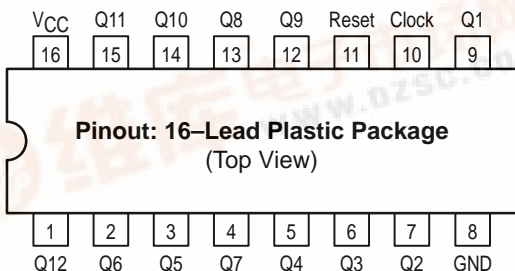 VCC Q11 Q10 Q8 Q9 Reset Clock Q1
16 15 14 13 12 11 10 9
Pinout: 16–Lead Plastic Package
(Top View)
1 2 3 4 5 6 7 8
Q12 Q6 Q5 Q7 Q4 Q3 Q2 GND